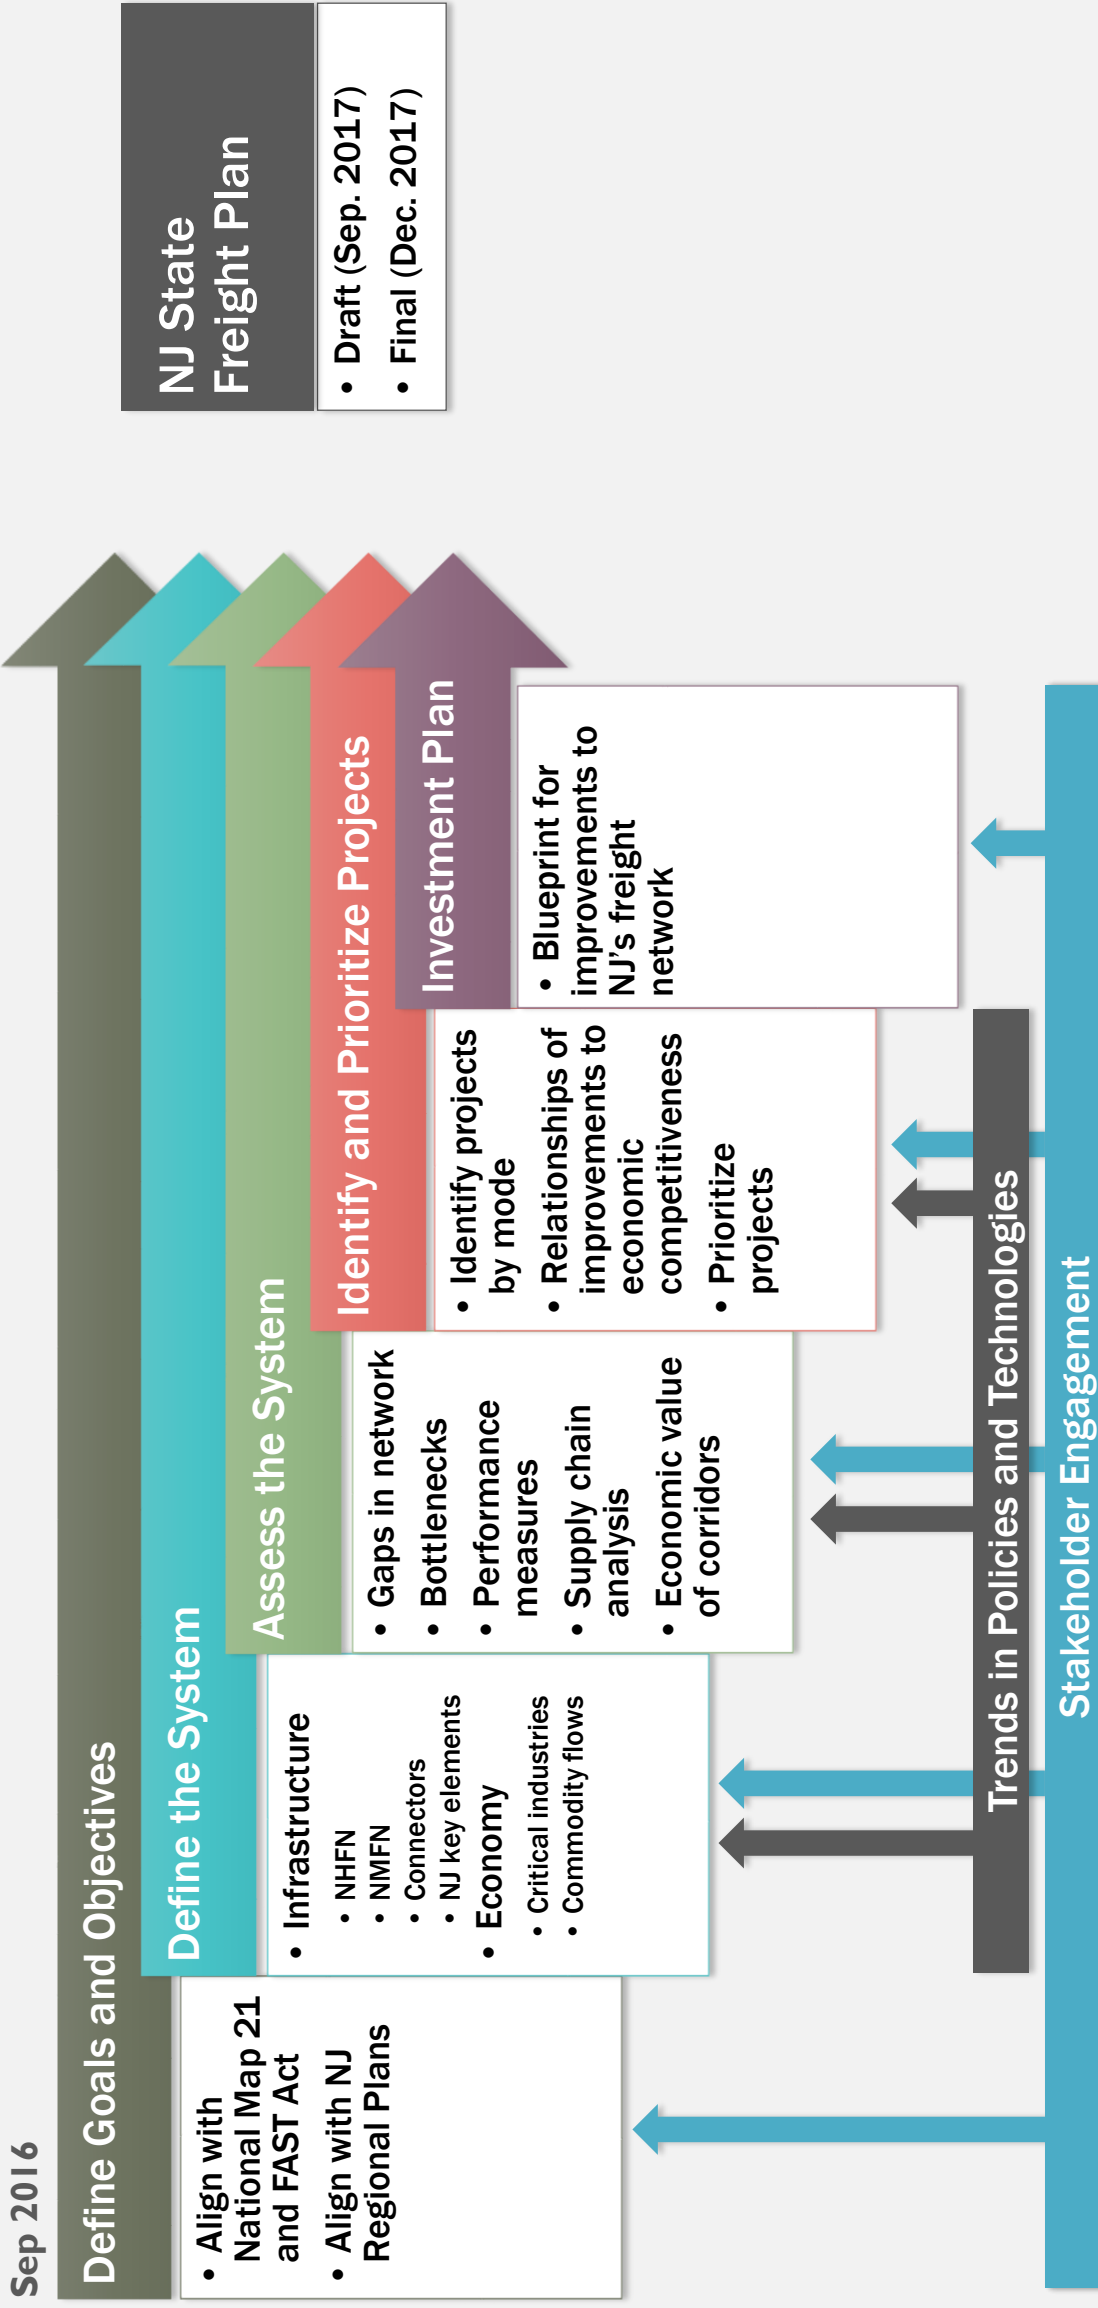 Sep 2016
Define Goals and Objectives
• Align with
National Map 21
and FAST Act
• Align with NJ
Regional Plans
Define the System
• Infrastructure
• NHFN
• NMFN
• Connectors
• NJ key elements
• Economy
• Critical industries
• Commodity flows
Assess the System
• Gaps in network
• Bottlenecks
• Performance
measures
• Supply chain
analysis
• Economic value
of corridors
Identify and Prioritize Projects
• Identify projects
by mode
• Relationships of
improvements to
economic
competitiveness
• Prioritize
projects
Investment Plan
• Blueprint for
improvements to
NJ’s freight
network
NJ State
Freight Plan
• Draft (Sep. 2017)
• Final (Dec. 2017)
Trends in Policies and Technologies
Stakeholder Engagement